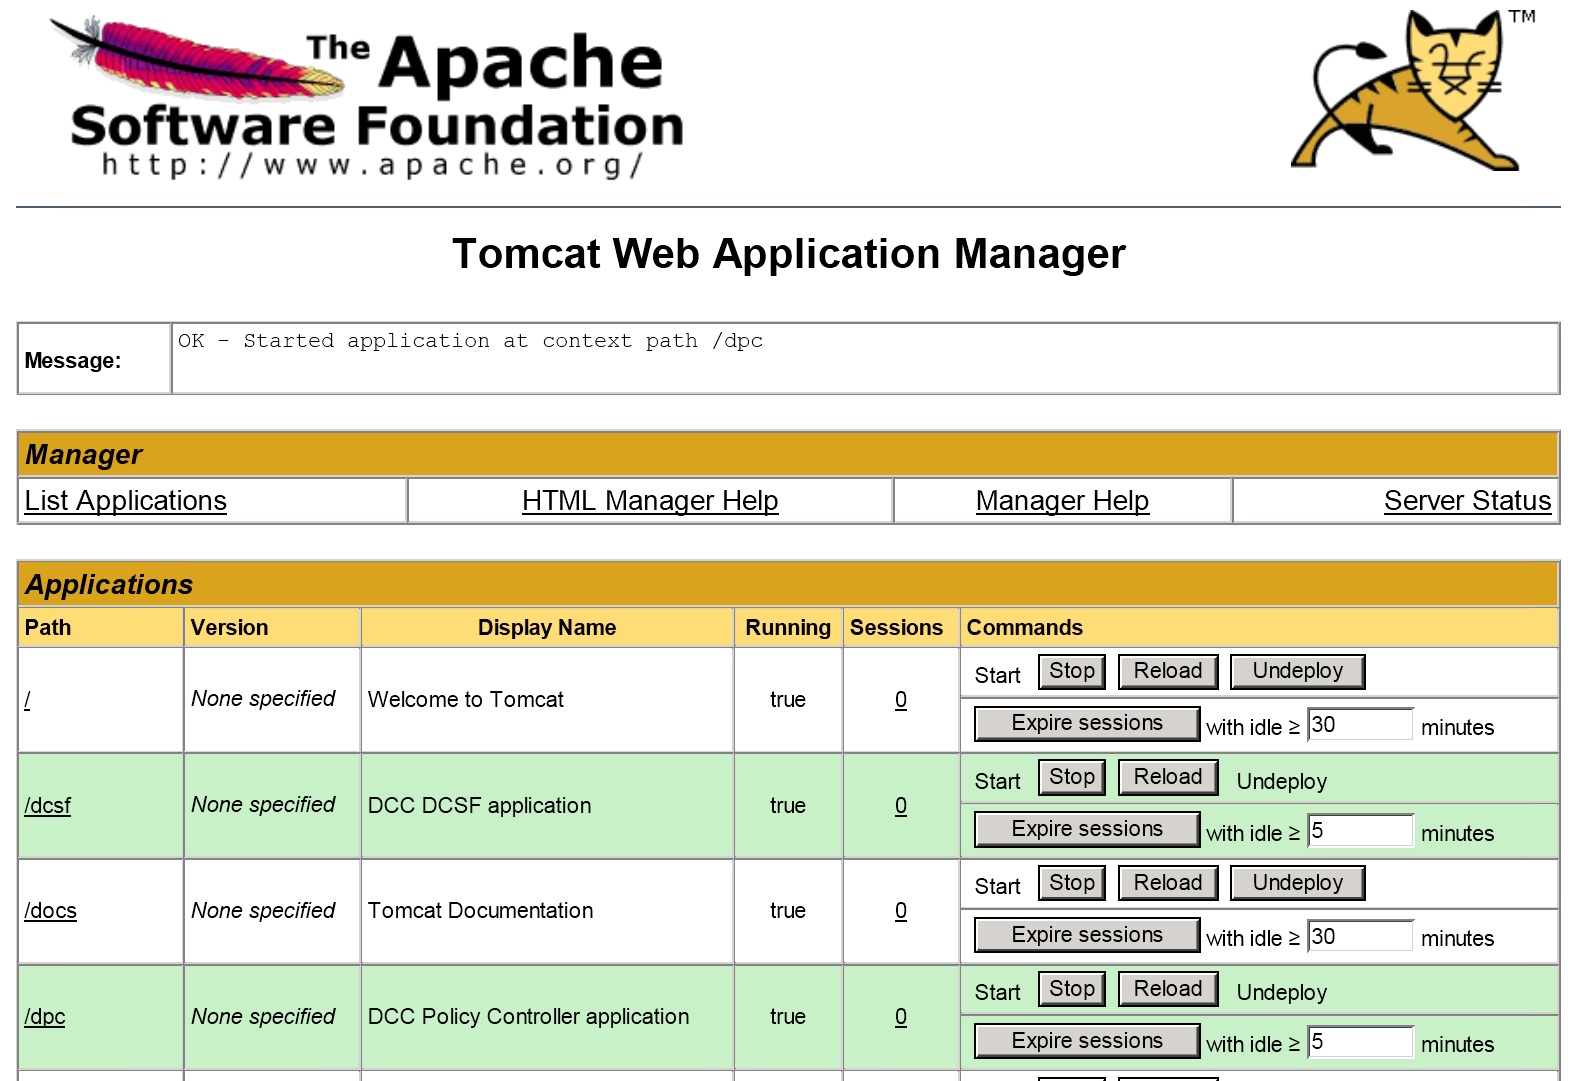 The Apache
Software Foundation
http://www.apache.org/
TM
Tomcat Web Application Manager
Message:
OK - Started application at context path /dpc
Manager
List Applications HTML Manager Help Manager Help Server Status
Applications
Path Version Display Name Running Sessions Commands
/ None specified Welcome to Tomcat true 0
Start Stop Reload Undeploy
Expire sessions with idle ≥ 30 minutes
/dcsf None specified DCC DCSF application true 0
Start Stop Reload Undeploy
Expire sessions with idle ≥ 5 minutes
/docs None specified Tomcat Documentation true 0
Start Stop Reload Undeploy
Expire sessions with idle ≥ 30 minutes
/dpc None specified DCC Policy Controller application true 0
Start Stop Reload Undeploy
Expire sessions with idle ≥ 5 minutes